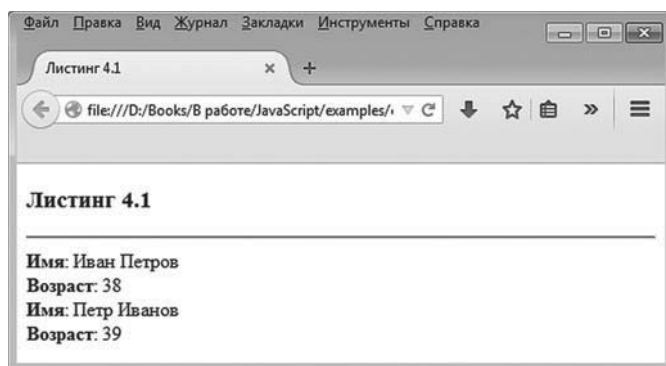 Файл Правка Вид Журнал Закладки Инструменты Справка
Листинг 4.1
file:///D:/Books/В работе/JavaScript/examples/
Листинг 4.1
Имя: Иван Петров
Возраст: 38
Имя: Петр Иванов
Возраст: 39